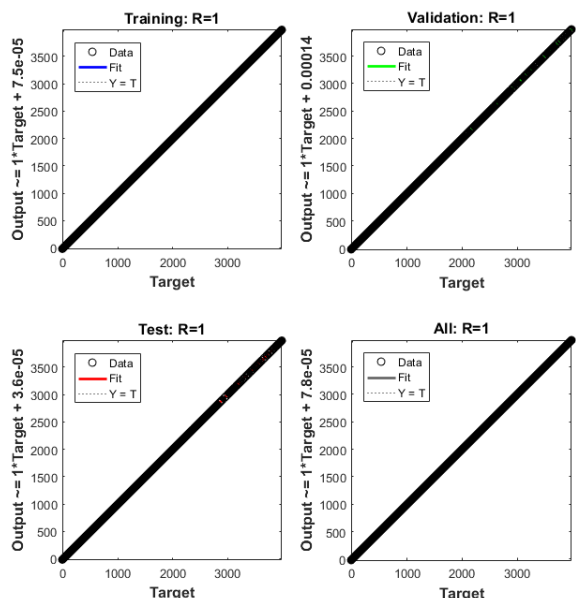 Training: R=1
Output ~= 1*Target + 7.5e-05
3500
3000
2500
2000
1500
1000
500
0
Data
Fit
Y = T
0 1000 2000 3000
Target
Validation: R=1
Output ~= 1*Target + 0.00014
3500
3000
2500
2000
1500
1000
500
0
Data
Fit
Y = T
0 1000 2000 3000
Target
Test: R=1
Output ~= 1*Target + 3.6e-05
3500
3000
2500
2000
1500
1000
500
0
Data
Fit
Y = T
0 1000 2000 3000
Target
All: R=1
Output ~= 1*Target + 7.8e-05
3500
3000
2500
2000
1500
1000
500
0
Data
Fit
Y = T
0 1000 2000 3000
Target